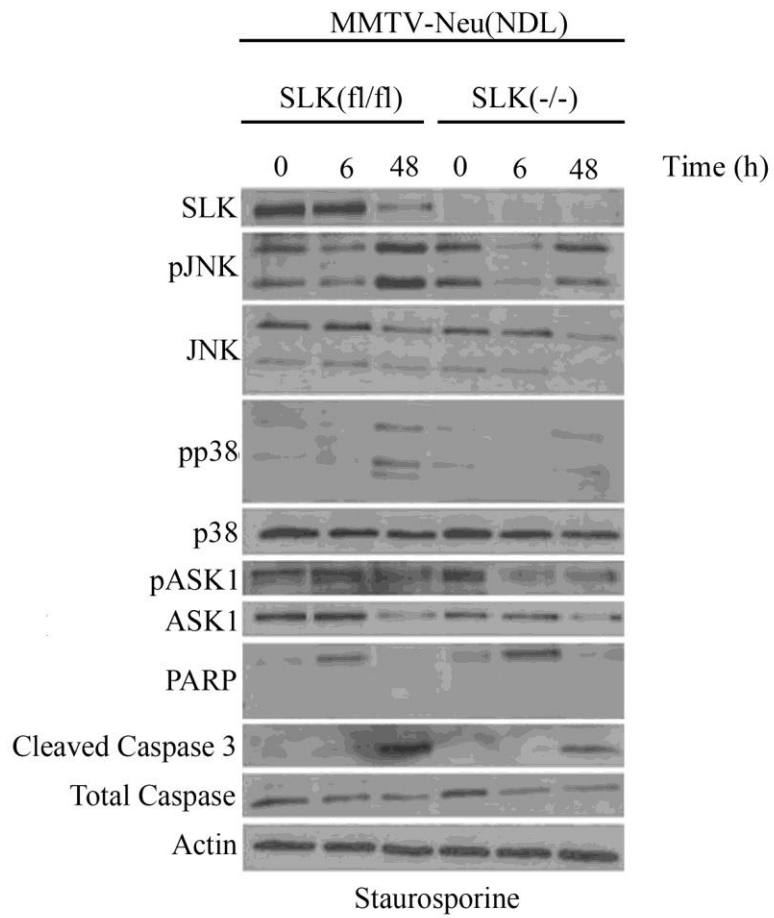 MMTV-Neu(NDL)
SLK(fl/fl) SLK(-/-)
0 6 48 0 6 48 Time (h)
SLK
pJNK
JNK
pp38
p38
pASK1
ASK1
PARP
Cleaved Caspase 3
Total Caspase
Actin
Staurosporine